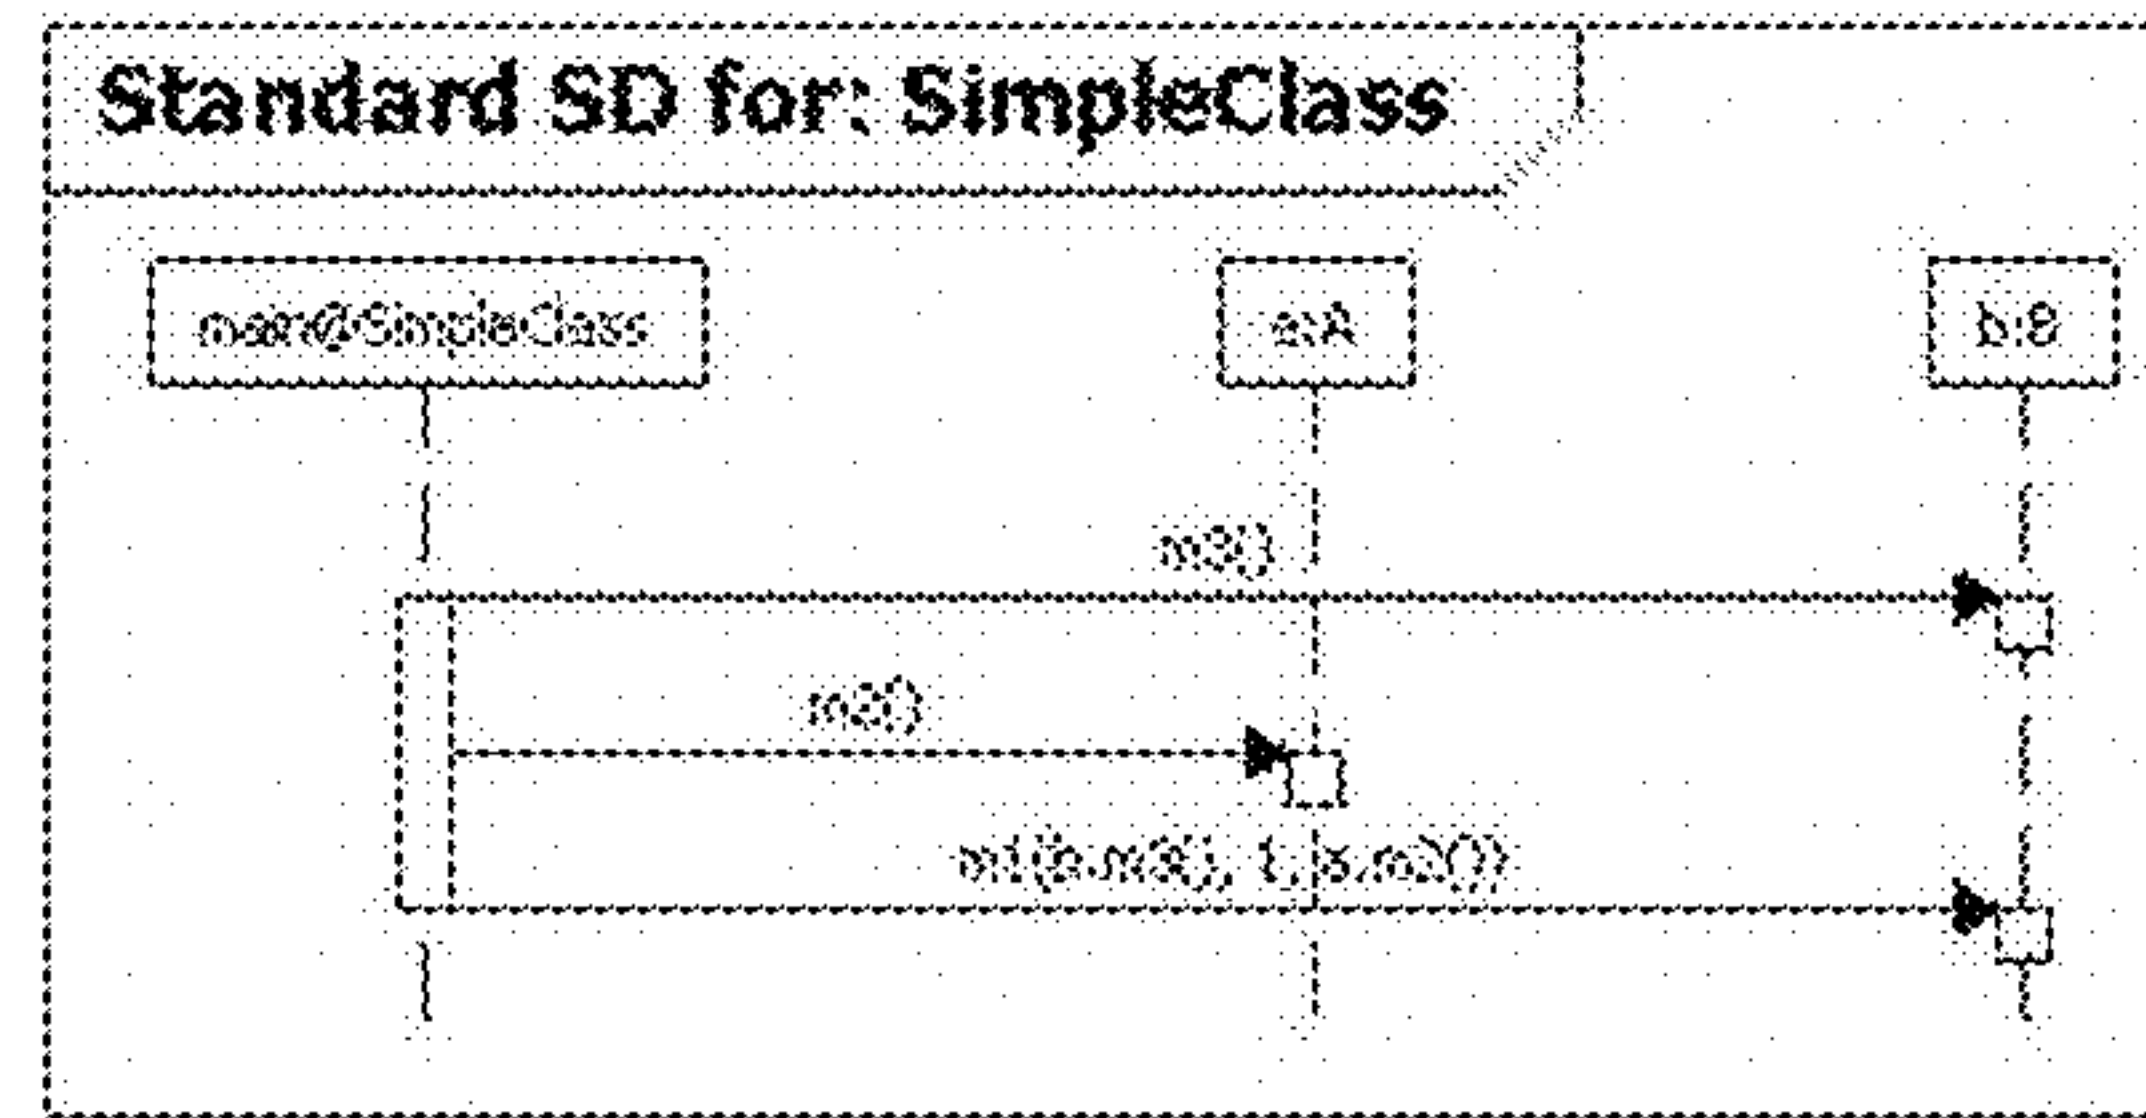 Standard SD for: SimpleClass
main@SimpleClass
a:A
b:B
m3()
m2()
m1(b.m3(), 1, a.m2())